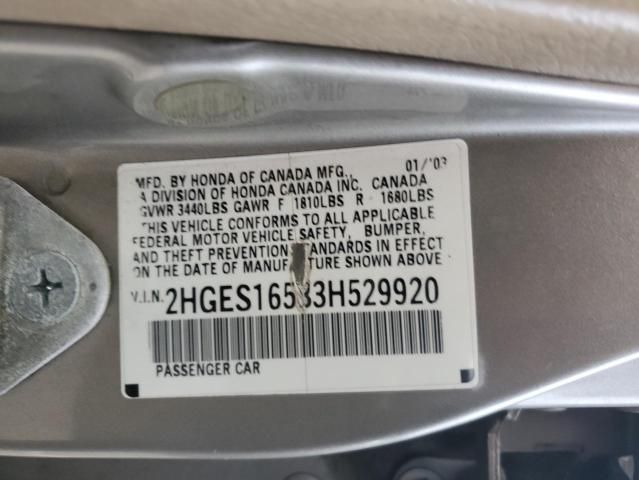 MFD. BY HONDA OF CANADA MFG., 01/'03
A DIVISION OF HONDA CANADA INC. CANADA
GVWR 3440LBS GAWR F 1810LBS R 1680LBS
THIS VEHICLE CONFORMS TO ALL APPLICABLE
FEDERAL MOTOR VEHICLE SAFETY, BUMPER,
AND THEFT PREVENTION STANDARDS IN EFFECT
ON THE DATE OF MANUFACTURE SHOWN ABOVE
V.I.N. 2HGES16583H529920
PASSENGER CAR